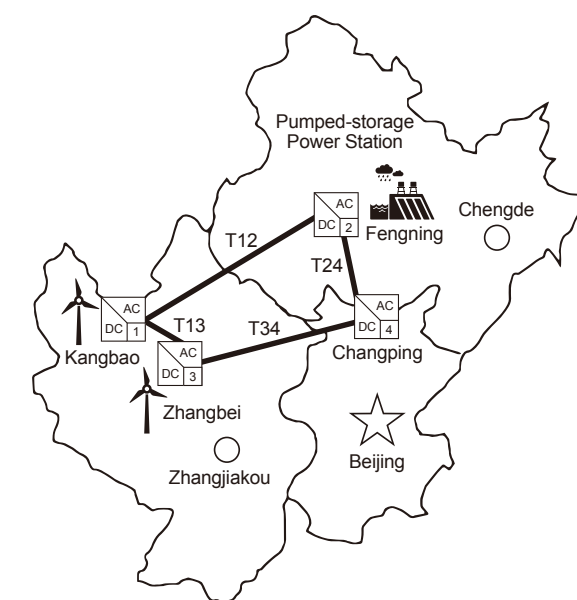 Pumped-storage
Power Station
Chengde
AC
DC 2
Fengning
T12
T24
AC
DC 1
Kangbao
T13
T34
AC
DC 4
Changping
AC
DC 3
Zhangbei
Zhangjiakou
Beijing